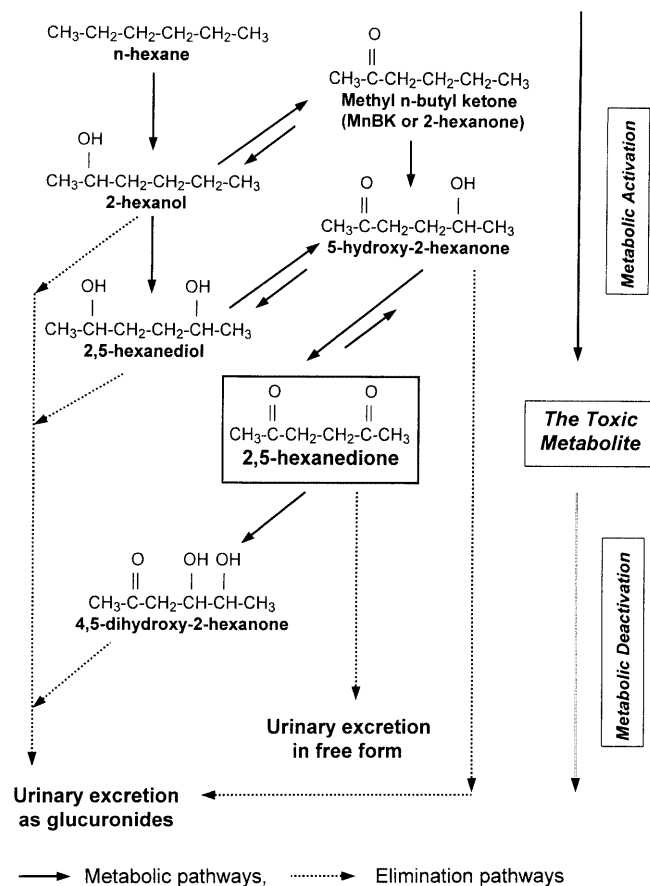 CH₃-CH₂-CH₂-CH₂-CH₂-CH₃
n-hexane
O
||
CH₃-C-CH₂-CH₂-CH₂-CH₃
Methyl n-butyl ketone
(MnBK or 2-hexanone)
OH
|
CH₃-CH-CH₂-CH₂-CH₂-CH₃
2-hexanol
O OH
|| |
CH₃-C-CH₂-CH₂-CH-CH₃
5-hydroxy-2-hexanone
Metabolic Activation
OH OH
| |
CH₃-CH-CH₂-CH₂-CH-CH₃
2,5-hexanediol
O O
|| ||
CH₃-C-CH₂-CH₂-C-CH₃
2,5-hexanedione
The Toxic
Metabolite
O OH OH
|| | |
CH₃-C-CH₂-CH-CH-CH₃
4,5-dihydroxy-2-hexanone
Metabolic Deactivation
Urinary excretion
in free form
Urinary excretion
as glucuronides
Metabolic pathways, Elimination pathways